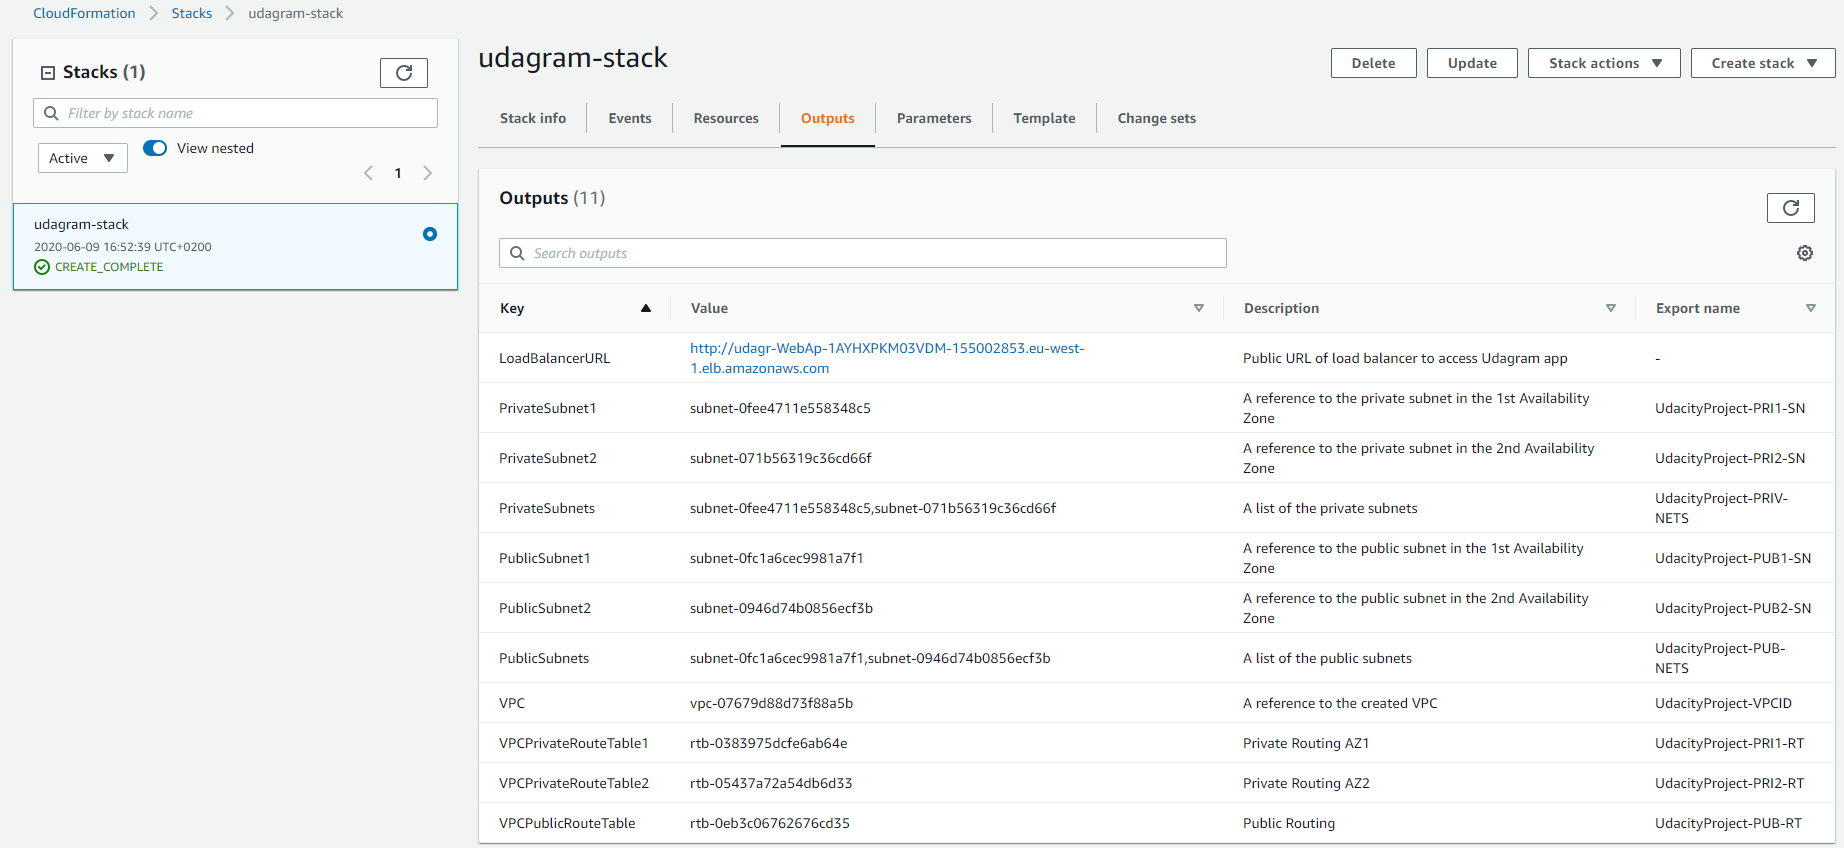 CloudFormation > Stacks > udagram-stack
Stacks (1)
Filter by stack name
Active
View nested
1
udagram-stack
2020-06-09 16:52:39 UTC+0200
CREATE_COMPLETE
udagram-stack
Delete Update Stack actions Create stack
Stack info Events Resources Outputs Parameters Template Change sets
Outputs (11)
Search outputs
Key Value Description Export name
LoadBalancerURL http://udagr-WebAp-1AYHXPKM03VDM-155002853.eu-west-
1.elb.amazonaws.com Public URL of load balancer to access Udagram app -
PrivateSubnet1 subnet-0fee4711e558348c5 A reference to the private subnet in the 1st Availability
Zone UdacityProject-PRI1-SN
PrivateSubnet2 subnet-071b56319c36cd66f A reference to the private subnet in the 2nd Availability
Zone UdacityProject-PRI2-SN
PrivateSubnets subnet-0fee4711e558348c5,subnet-071b56319c36cd66f A list of the private subnets UdacityProject-PRIV-
NETS
PublicSubnet1 subnet-0fc1a6cec9981a7f1 A reference to the public subnet in the 1st Availability
Zone UdacityProject-PUB1-SN
PublicSubnet2 subnet-0946d74b0856ecf3b A reference to the public subnet in the 2nd Availability
Zone UdacityProject-PUB2-SN
PublicSubnets subnet-0fc1a6cec9981a7f1,subnet-0946d74b0856ecf3b A list of the public subnets UdacityProject-PUB-
NETS
VPC vpc-07679d88d73f88a5b A reference to the created VPC UdacityProject-VPCID
VPCPrivateRouteTable1 rtb-0383975dcfe6ab64e Private Routing AZ1 UdacityProject-PRI1-RT
VPCPrivateRouteTable2 rtb-05437a72a54db6d33 Private Routing AZ2 UdacityProject-PRI2-RT
VPCPublicRouteTable rtb-0eb3c06762676cd35 Public Routing UdacityProject-PUB-RT